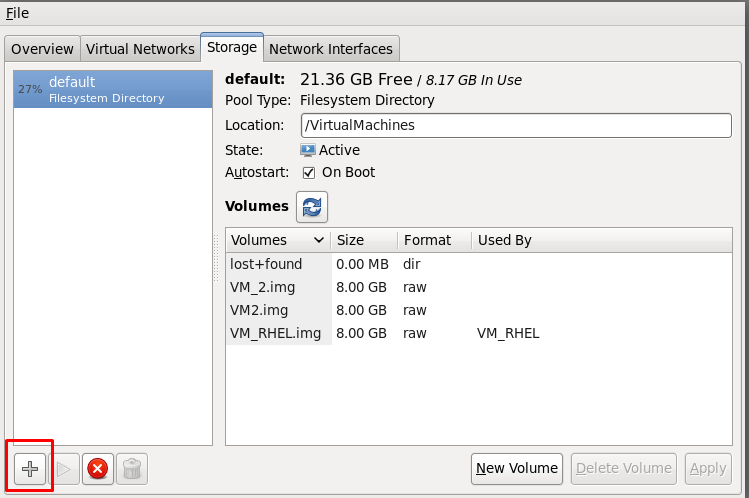 File
Overview Virtual Networks Storage Network Interfaces
27% default
Filesystem Directory
default: 21.36 GB Free / 8.17 GB In Use
Pool Type: Filesystem Directory
Location: /VirtualMachines
State: Active
Autostart: On Boot
Volumes
Volumes Size Format Used By
lost+found 0.00 MB dir
VM_2.img 8.00 GB raw
VM2.img 8.00 GB raw
VM_RHEL.img 8.00 GB raw VM_RHEL
New Volume Delete Volume Apply